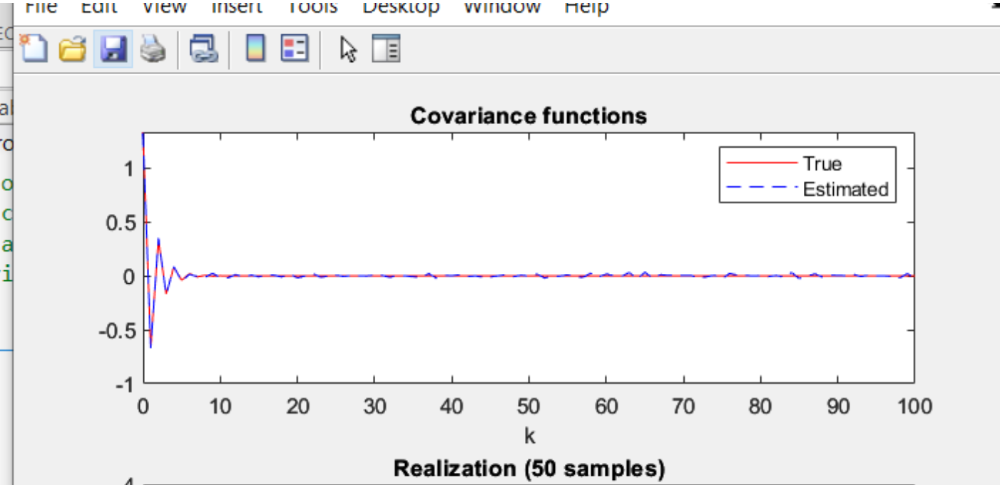 File Edit View Insert Tools Desktop Window Help
Covariance functions
1
0.5
0
-0.5
-1
True
Estimated
0 10 20 30 40 50 60 70 80 90 100
k
Realization (50 samples)
4